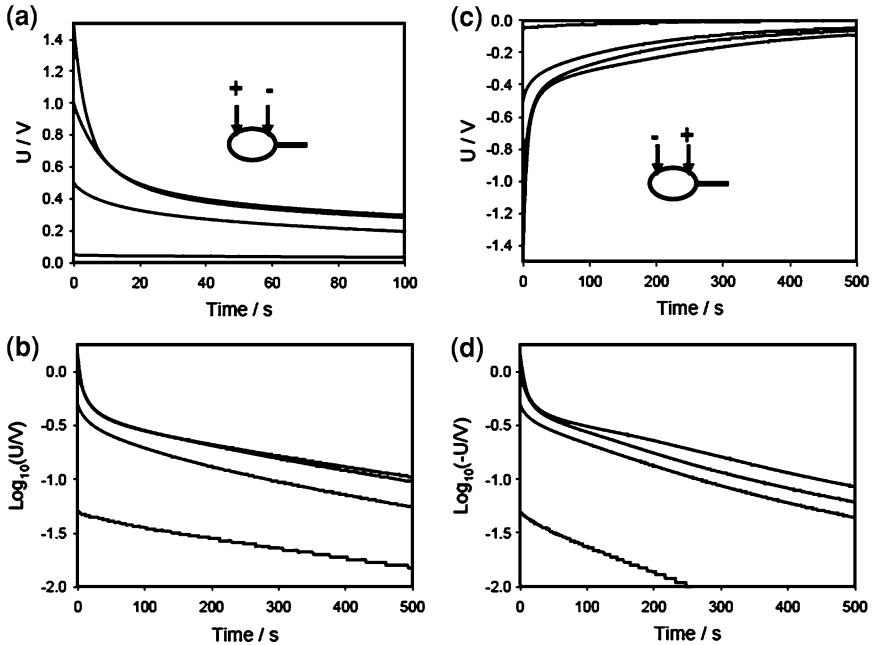 (a)
1.4
1.2
1.0
0.8
0.6
0.4
0.2
0.0
U / V
+ -
0 20 40 60 80 100
Time / s
(c)
0.0
-0.2
-0.4
-0.6
-0.8
-1.0
-1.2
-1.4
U / V
- +
0 100 200 300 400 500
Time / s
(b)
0.0
-0.5
-1.0
-1.5
-2.0
Log10(U/V)
0 100 200 300 400 500
Time / s
(d)
0.0
-0.5
-1.0
-1.5
-2.0
Log10(-U/V)
0 100 200 300 400 500
Time / s